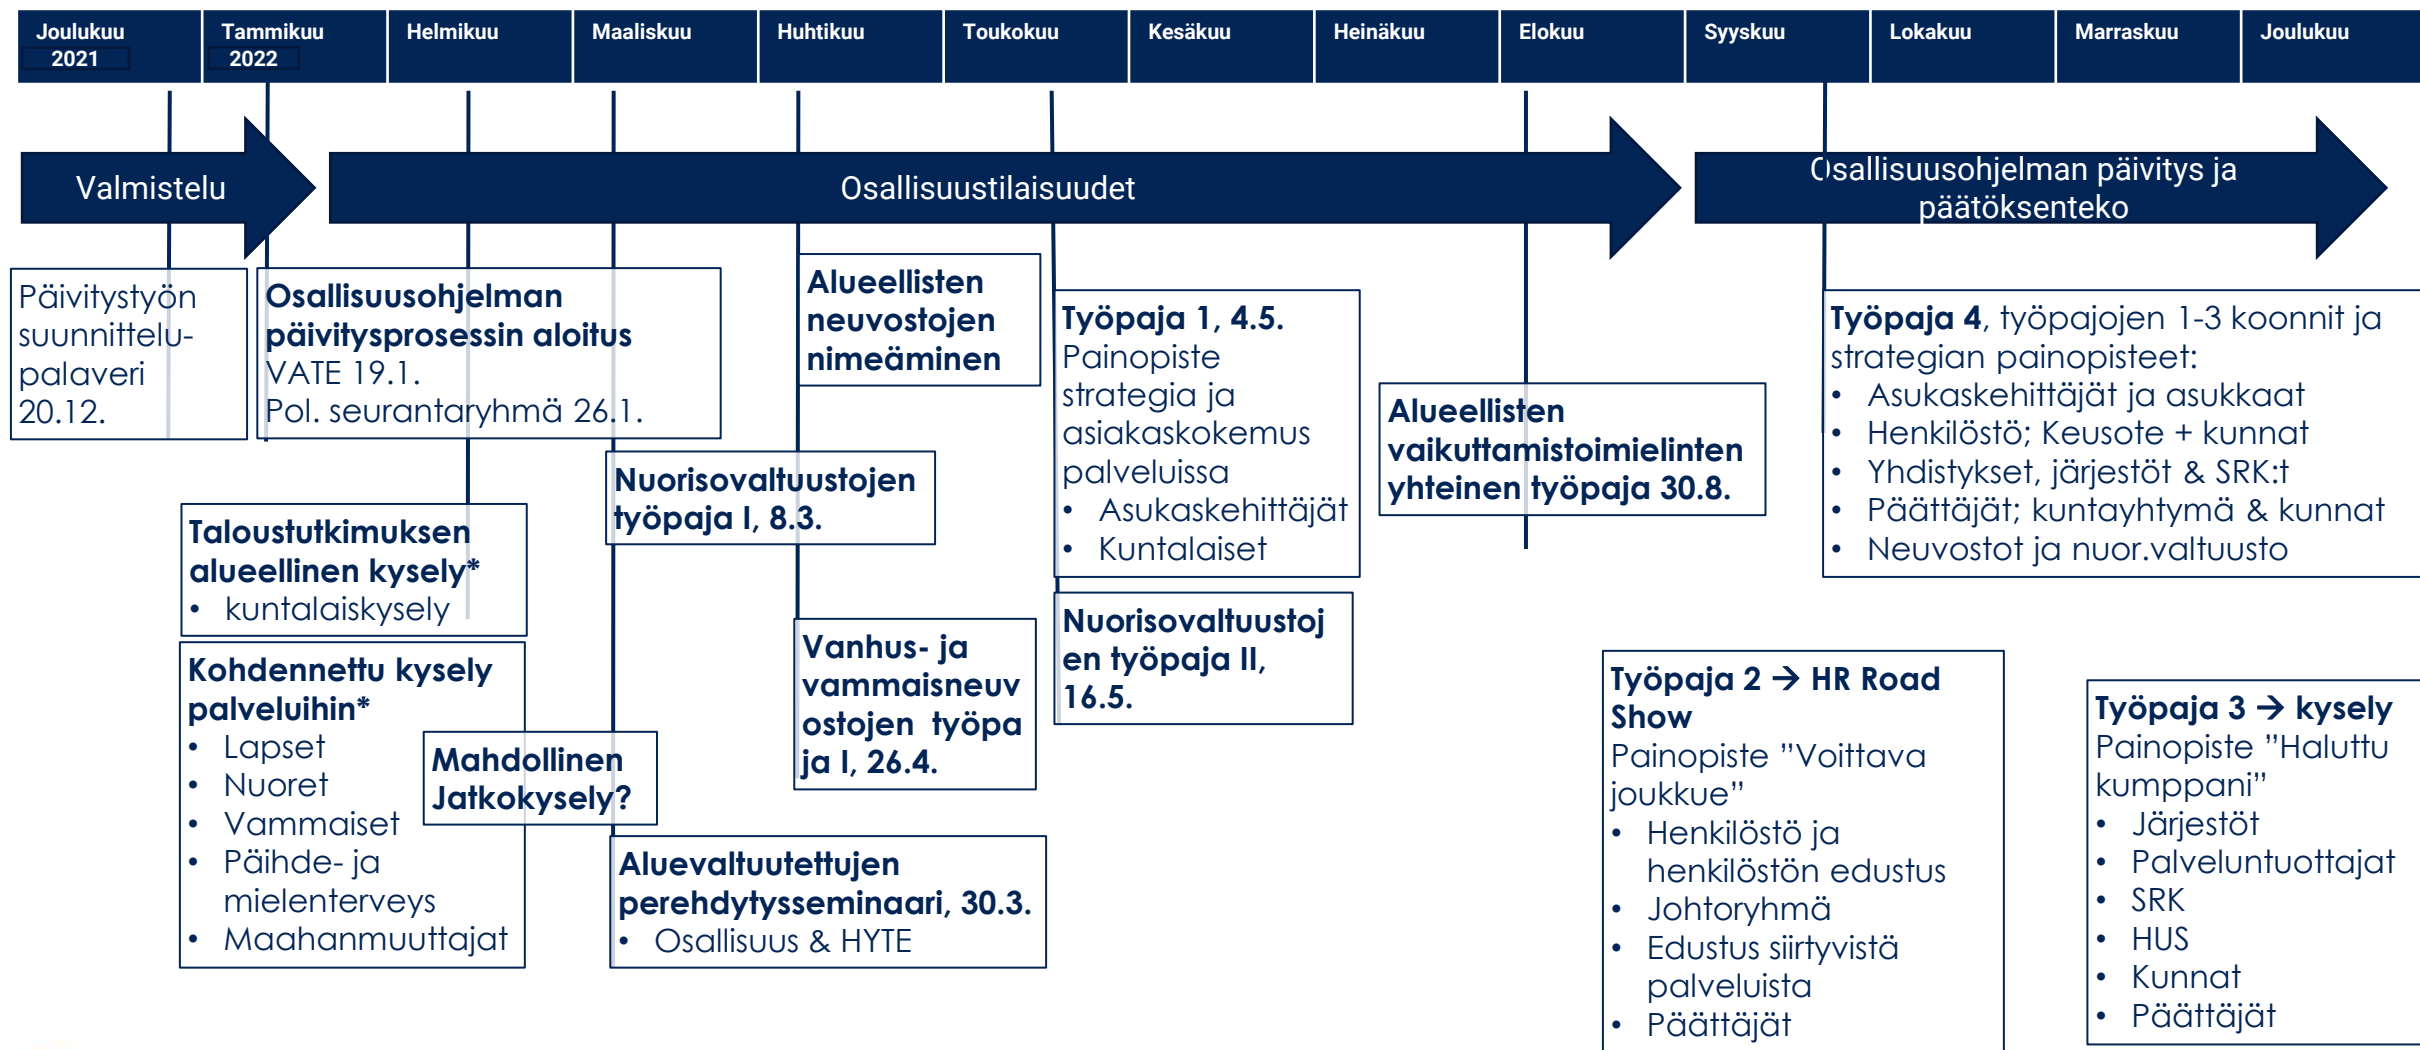 Joulukuu
2021
Tammikuu
2022
Helmikuu
Maaliskuu
Huhtikuu
Toukokuu
Kesäkuu
Heinäkuu
Elokuu
Syyskuu
Lokakuu
Marraskuu
Joulukuu
Valmistelu
Osallisuustilaisuudet
Osallisuusohjelman päivitys ja
päätöksenteko
Päivitystyön
suunnittelu-
palaveri
20.12.
Osallisuusohjelman
päivitysprosessin aloitus
VATE 19.1.
Pol. seurantaryhmä 26.1.
Taloustutkimuksen
alueellinen kysely*
• kuntalaiskysely
Kohdennettu kysely
palveluihin*
• Lapset
• Nuoret
• Vammaiset
• Päihde- ja
mielenterveys
• Maahanmuuttajat
Mahdollinen
Jatkokysely?
Nuorisovaltuustojen
työpaja I, 8.3.
Aluevaltuutettujen
perehdytysseminaari, 30.3.
• Osallisuus & HYTE
Alueellisten
neuvostojen
nimeäminen
Vanhus- ja
vammaisneuv
ostojen työpa
ja I, 26.4.
Työpaja 1, 4.5.
Painopiste
strategia ja
asiakaskokemus
palveluissa
• Asukaskehittäjät
• Kuntalaiset
Nuorisovaltuustoj
en työpaja II,
16.5.
Alueellisten
vaikuttamistoimielinten
yhteinen työpaja 30.8.
Työpaja 4, työpajojen 1-3 koonnit ja
strategian painopisteet:
• Asukaskehittäjät ja asukkaat
• Henkilöstö; Keusote + kunnat
• Yhdistykset, järjestöt & SRK:t
• Päättäjät; kuntayhtymä & kunnat
• Neuvostot ja nuor.valtuusto
Työpaja 2 → HR Road
Show
Painopiste ”Voittava
joukkue”
• Henkilöstö ja
henkilöstön edustus
• Johtoryhmä
• Edustus siirtyvistä
palveluista
• Päättäjät
Työpaja 3 → kysely
Painopiste ”Haluttu
kumppani”
• Järjestöt
• Palveluntuottajat
• SRK
• HUS
• Kunnat
• Päättäjät